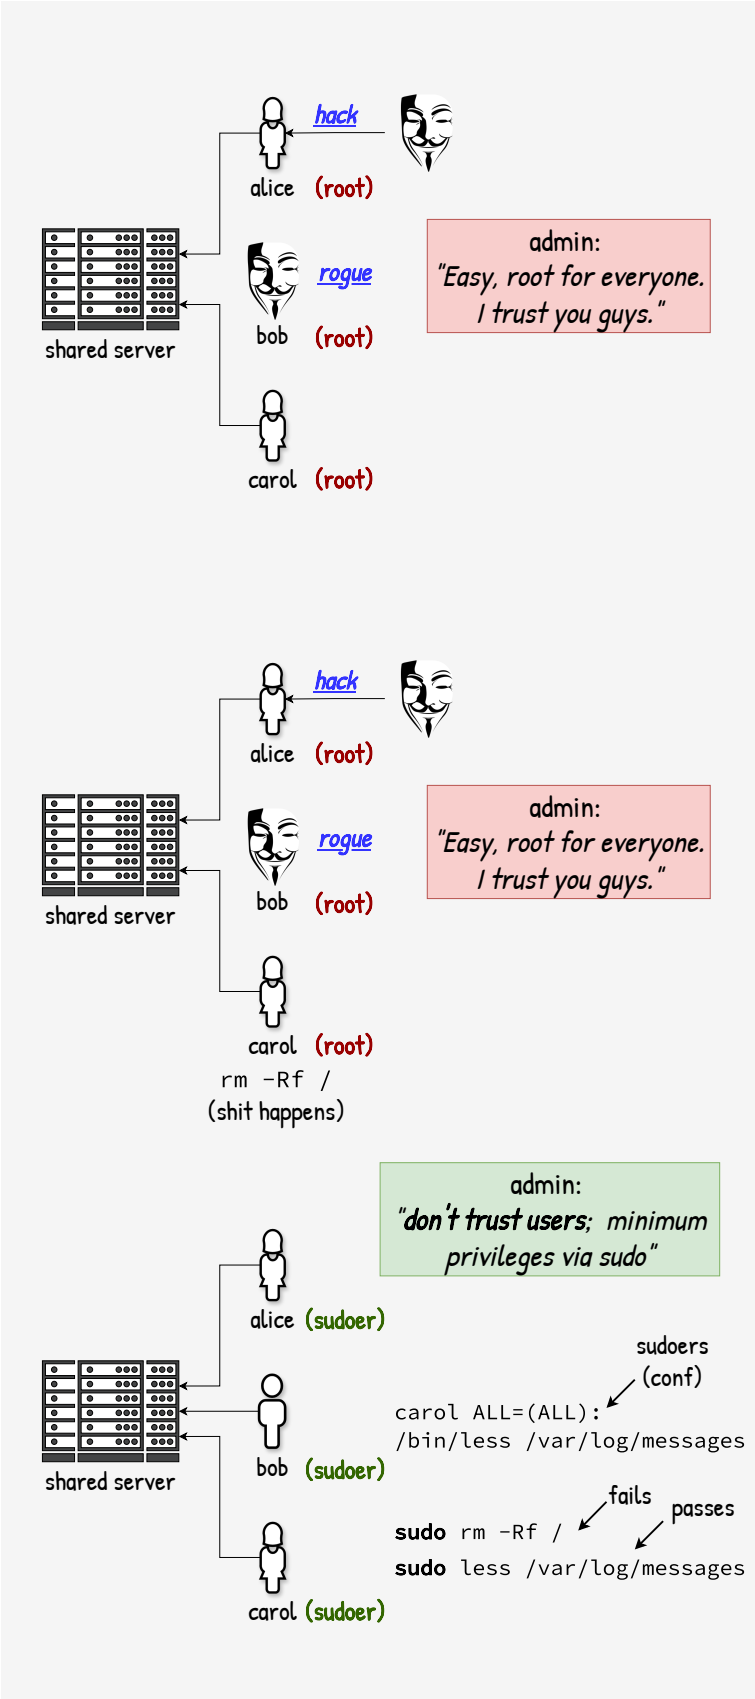 hack
alice (root)
admin:
"Easy, root for everyone.
I trust you guys."
rogue
bob (root)
shared server
carol (root)
hack
alice (root)
admin:
"Easy, root for everyone.
I trust you guys."
rogue
bob (root)
shared server
carol (root)
rm -Rf /
(shit happens)
admin:
"don't trust users; minimum
privileges via sudo"
alice (sudoer)
sudoers
(conf)
carol ALL=(ALL):
/bin/less /var/log/messages
bob (sudoer)
shared server
fails
passes
sudo rm -Rf /
sudo less /var/log/messages
carol (sudoer)